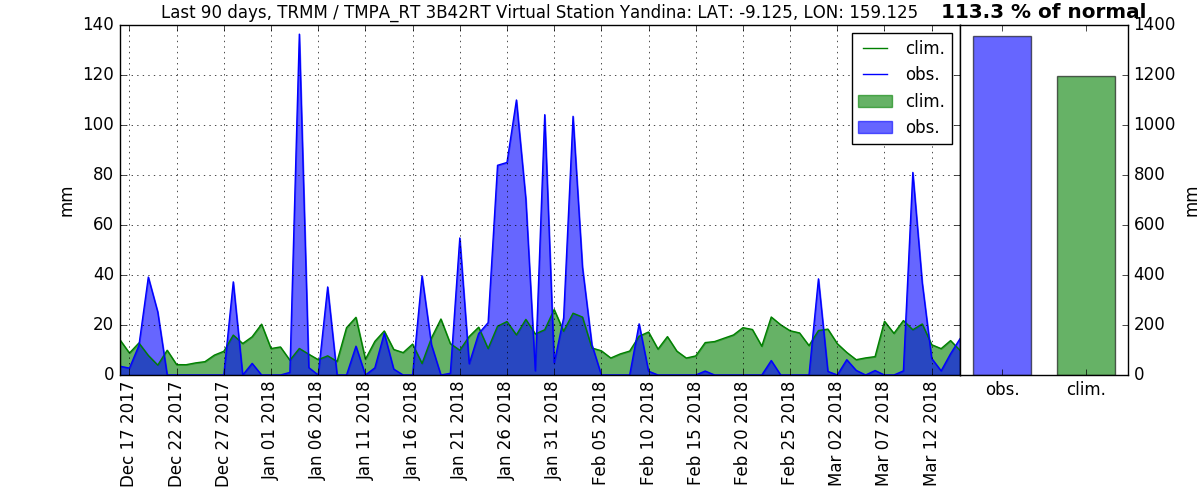 Last 90 days, TRMM / TMPA_RT 3B42RT Virtual Station Yandina: LAT: -9.125, LON: 159.125
113.3 % of normal
140
120
100
80
60
40
20
0
mm
clim.
obs.
clim.
obs.
1400
1200
1000
800
600
400
200
0
mm
obs.
clim.
Dec 17 2017
Dec 22 2017
Dec 27 2017
Jan 01 2018
Jan 06 2018
Jan 11 2018
Jan 16 2018
Jan 21 2018
Jan 26 2018
Jan 31 2018
Feb 05 2018
Feb 10 2018
Feb 15 2018
Feb 20 2018
Feb 25 2018
Mar 02 2018
Mar 07 2018
Mar 12 2018